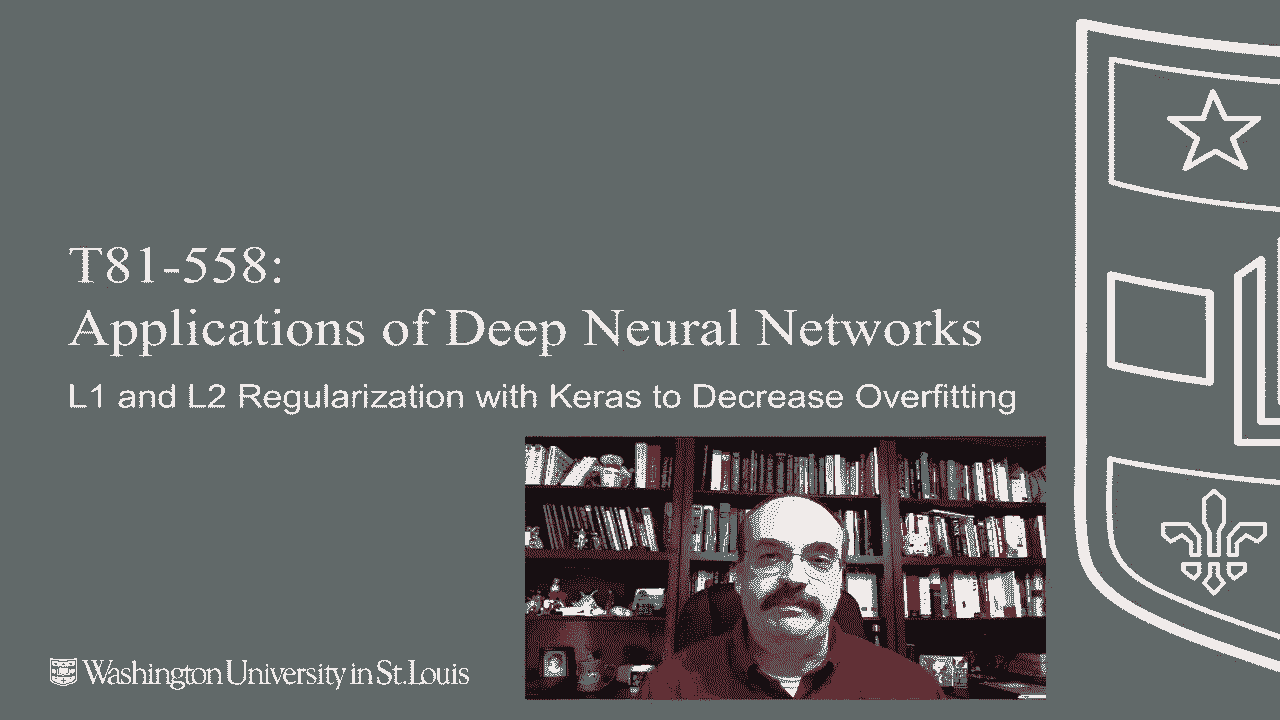 T81-558:
Applications of Deep Neural Networks
L1 and L2 Regularization with Keras to Decrease Overfitting
Washington University in St. Louis